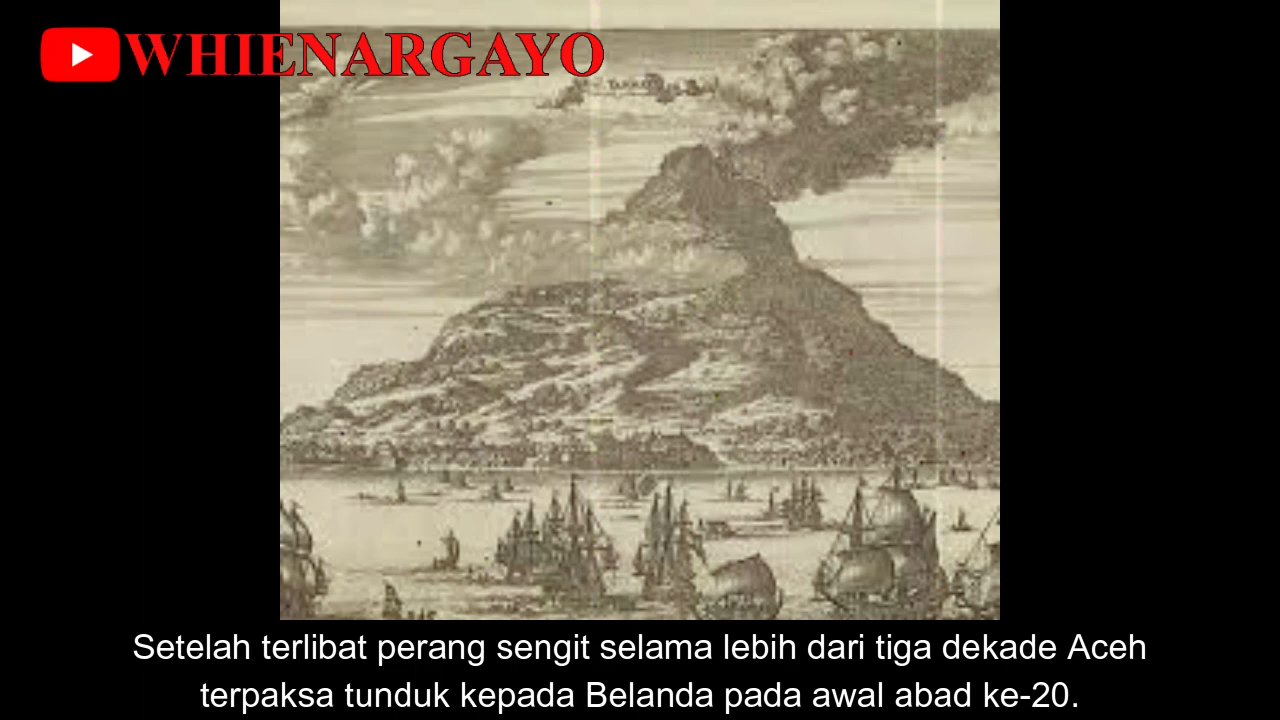 WHIENARGAYO
Setelah terlibat perang sengit selama lebih dari tiga dekade Aceh
terpaksa tunduk kepada Belanda pada awal abad ke-20.